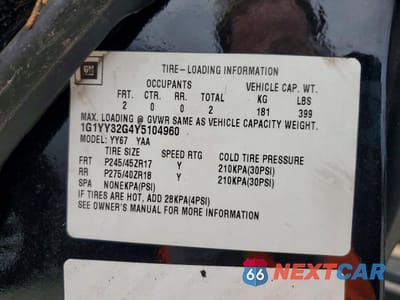 GM
TIRE-LOADING INFORMATION
OCCUPANTS VEHICLE CAP. WT.
FRT. CTR. RR. TOTAL KG LBS
2 0 0 2 181 399
MAX. LOADING @ GVWR SAME AS VEHICLE CAPACITY WEIGHT.
1G1YY32G4Y5104960
MODEL YY67 YAA
TIRE SIZE SPEED RTG COLD TIRE PRESSURE
FRT P245/45ZR17 Y 210KPA(30PSI)
RR P275/40ZR18 Y 210KPA(30PSI)
SPA NONEKPA(PSI)
IF TIRES ARE HOT, ADD 28KPA(4PSI)
SEE OWNER'S MANUAL FOR MORE INFORMATION
66 NEXTCAR